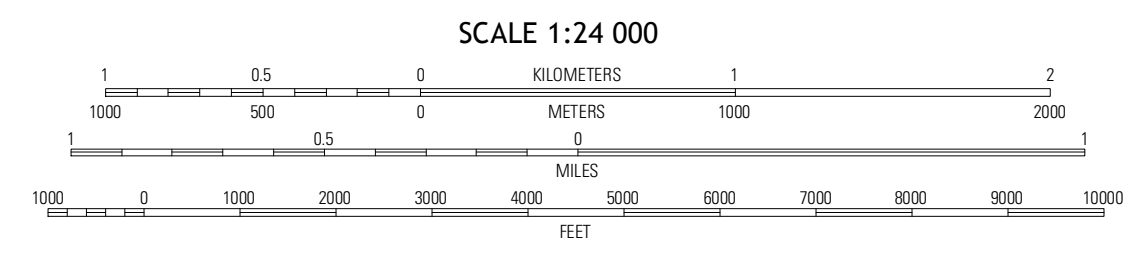 SCALE 1:24 000
1 0.5 0 KILOMETERS 1 2
1000 500 0 METERS 1000 2000
1 0.5 0 1
MILES
1000 0 1000 2000 3000 4000 5000 6000 7000 8000 9000 10000
FEET